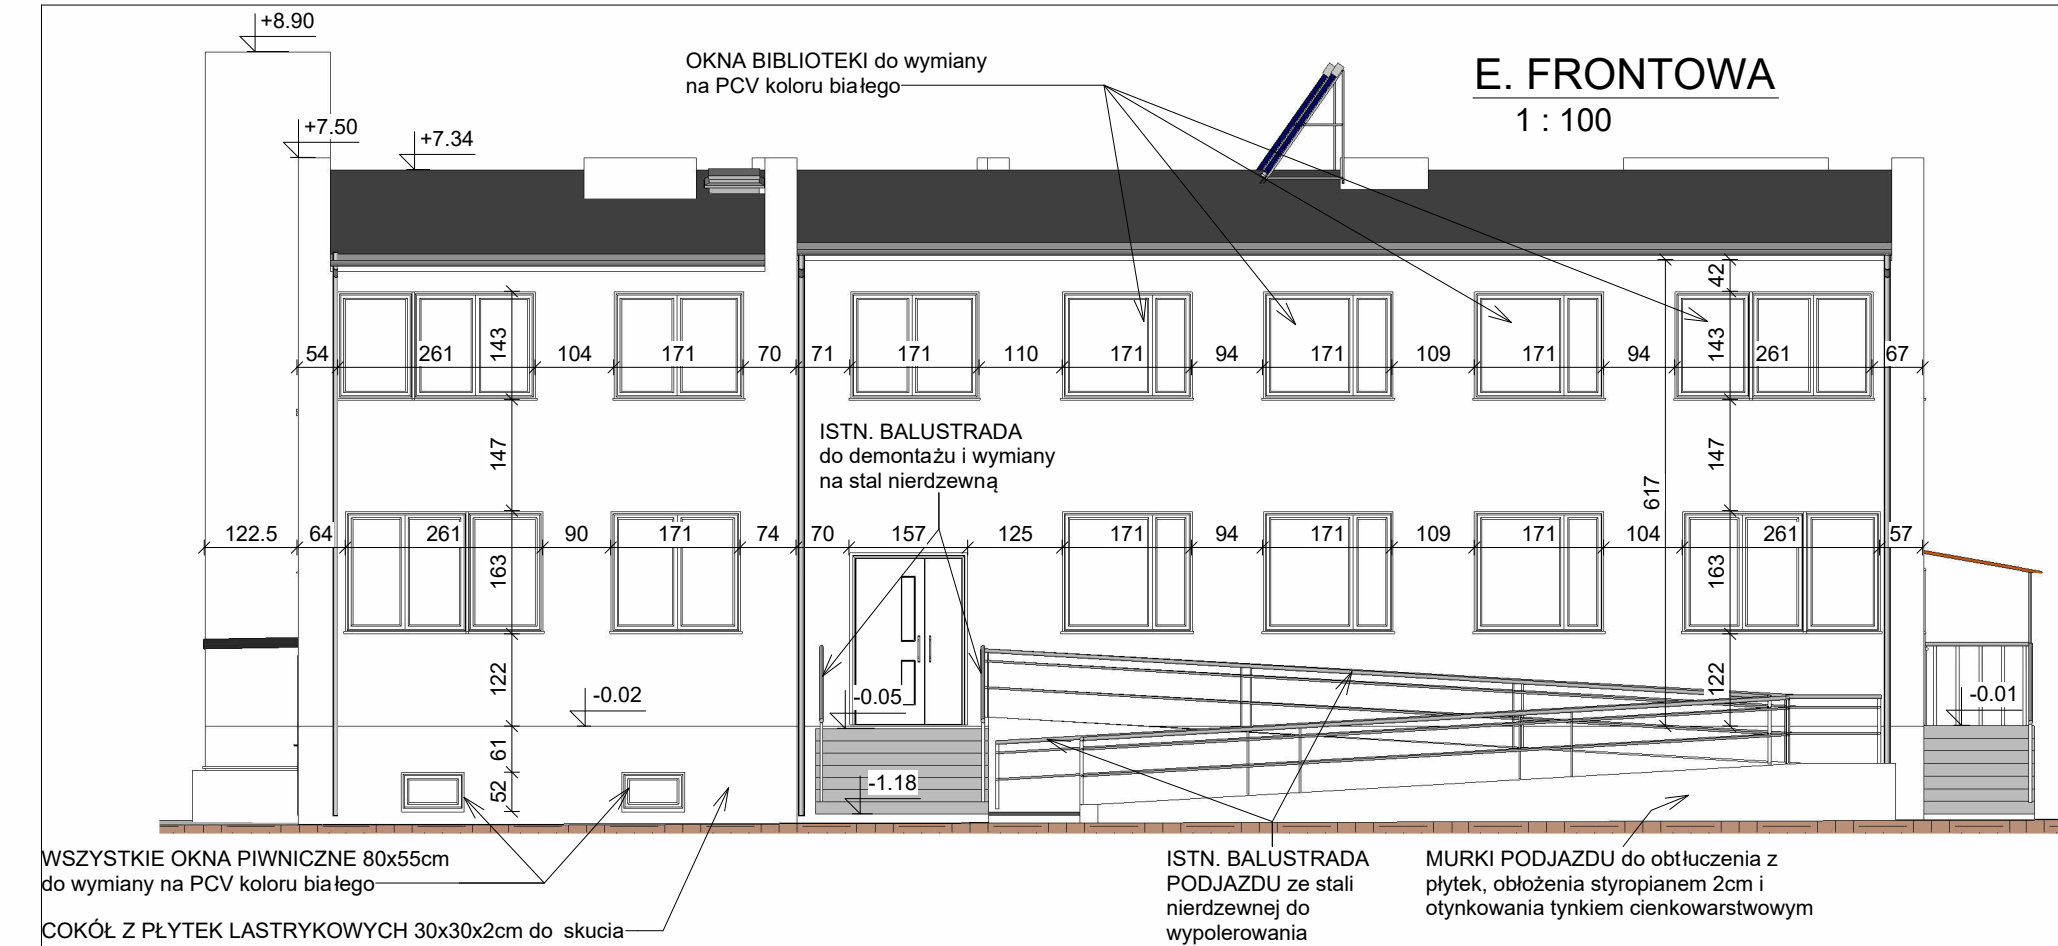 +8.90
OKNA BIBLIOTEKI do wymiany
na PCV koloru białego
E. FRONTOWA
1 : 100
+7.50
+7.34
42
54 261 143 104 171 70 71 171 110 171 94 171 109 171 94 143 261 67
ISTN. BALUSTRADA
do demontażu i wymiany
na stal nierdzewną
147 147
617
122.5 64 261 90 171 74 70 157 125 171 94 171 109 171 104 261 57
163 163
122 122
-0.02 -0.05 -0.01
61
52
-1.18
WSZYSTKIE OKNA PIWNICZNE 80x55cm
do wymiany na PCV koloru białego
COKÓŁ Z PŁYTEK LASTRYKOWYCH 30x30x2cm do skucia
ISTN. BALUSTRADA
PODJAZDU ze stali
nierdzewnej do
wypolerowania
MURKI PODJAZDU do obtłuczenia z
płytek, obłożenia styropianem 2cm i
otynkowania tynkiem cienkowarstwowym